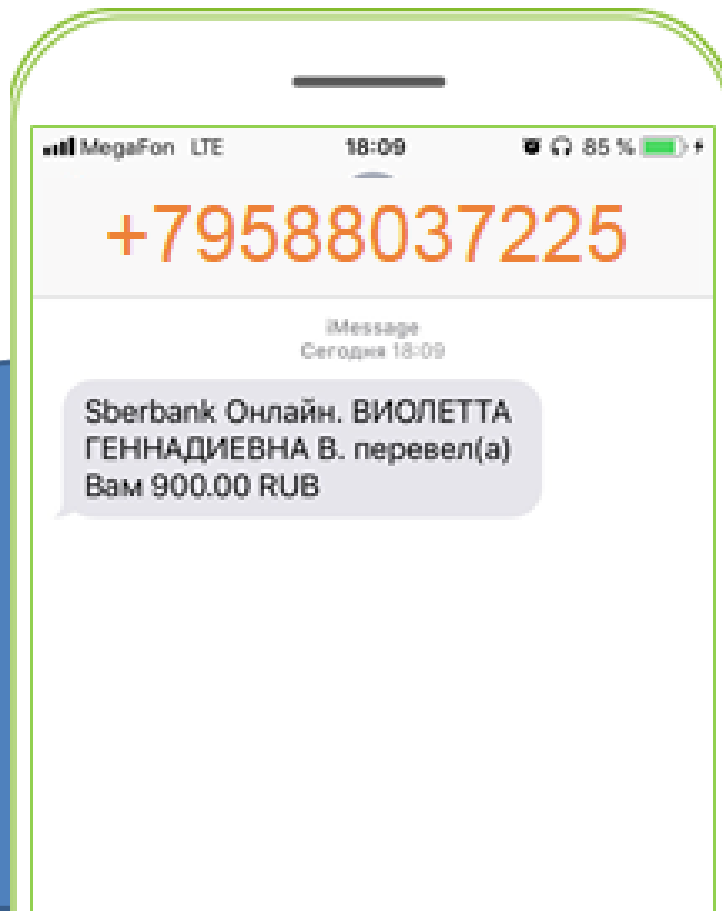 MegaFon LTE 18:09 85 %
+79588037225
iMessage
Сегодня 18:09
Sberbank Онлайн. ВИОЛЕТТА
ГЕННАДИЕВНА В. перевел(а)
Вам 900.00 RUB